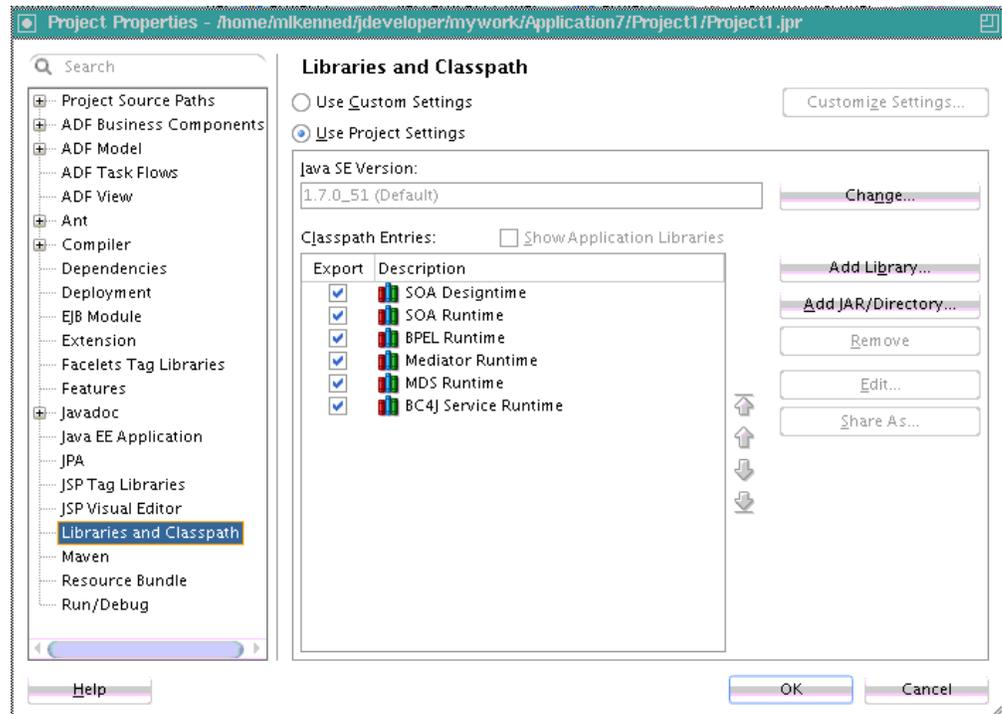 Project Properties - /home/mlkenned/jdeveloper/mywork/Application7/Project1/Project1.jpr
Search
Project Source Paths
ADF Business Components
ADF Model
ADF Task Flows
ADF View
Ant
Compiler
Dependencies
Deployment
EJB Module
Extension
Facelets Tag Libraries
Features
Javadoc
Java EE Application
JPA
JSP Tag Libraries
JSP Visual Editor
Libraries and Classpath
Maven
Resource Bundle
Run/Debug
Libraries and Classpath
Use Custom Settings
Customize Settings...
Use Project Settings
Java SE Version:
1.7.0_51 (Default)
Change...
Classpath Entries:
Show Application Libraries
Export Description
SOA Designtime
SOA Runtime
BPEL Runtime
Mediator Runtime
MDS Runtime
BC4J Service Runtime
Add Library...
Add JAR/Directory...
Remove
Edit...
Share As...
Help
OK
Cancel